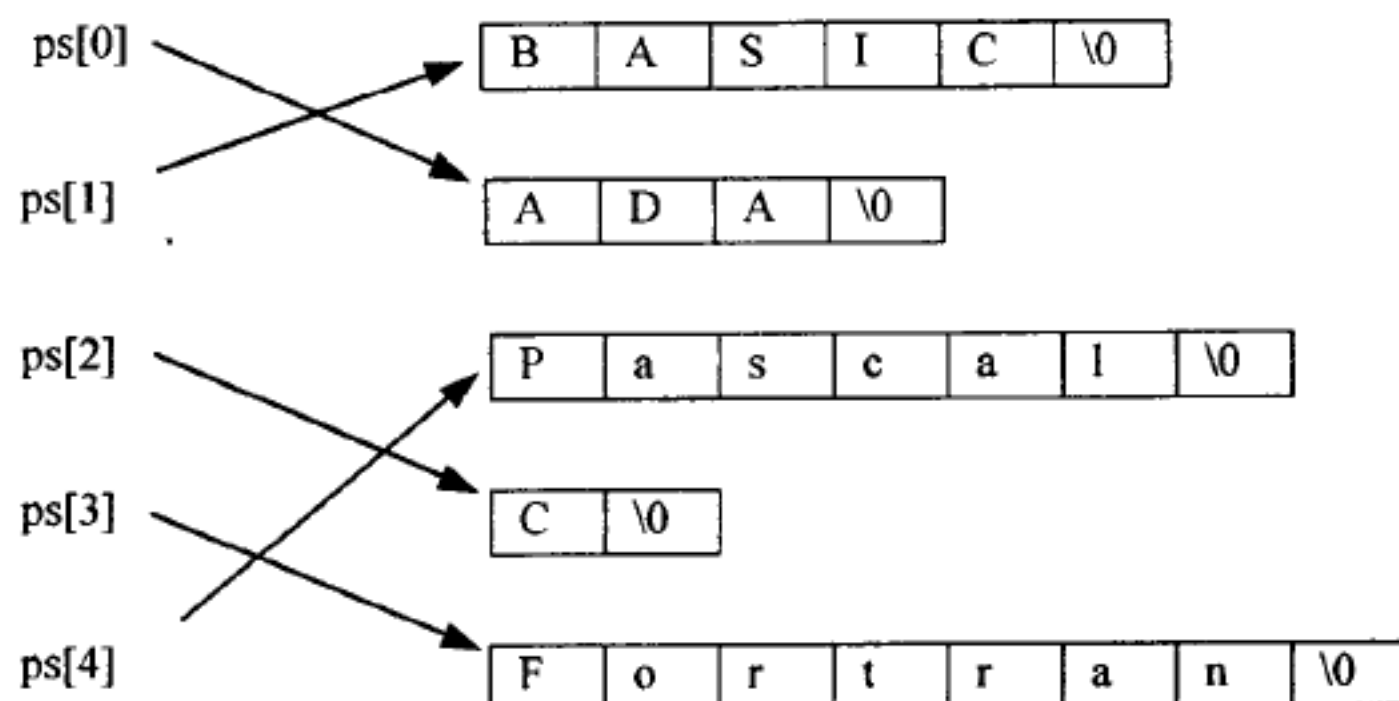 ps[0] B A S I C \0
ps[1] A D A \0
ps[2] P a s c a l \0
ps[3] C \0
ps[4] F o r t r a n \0